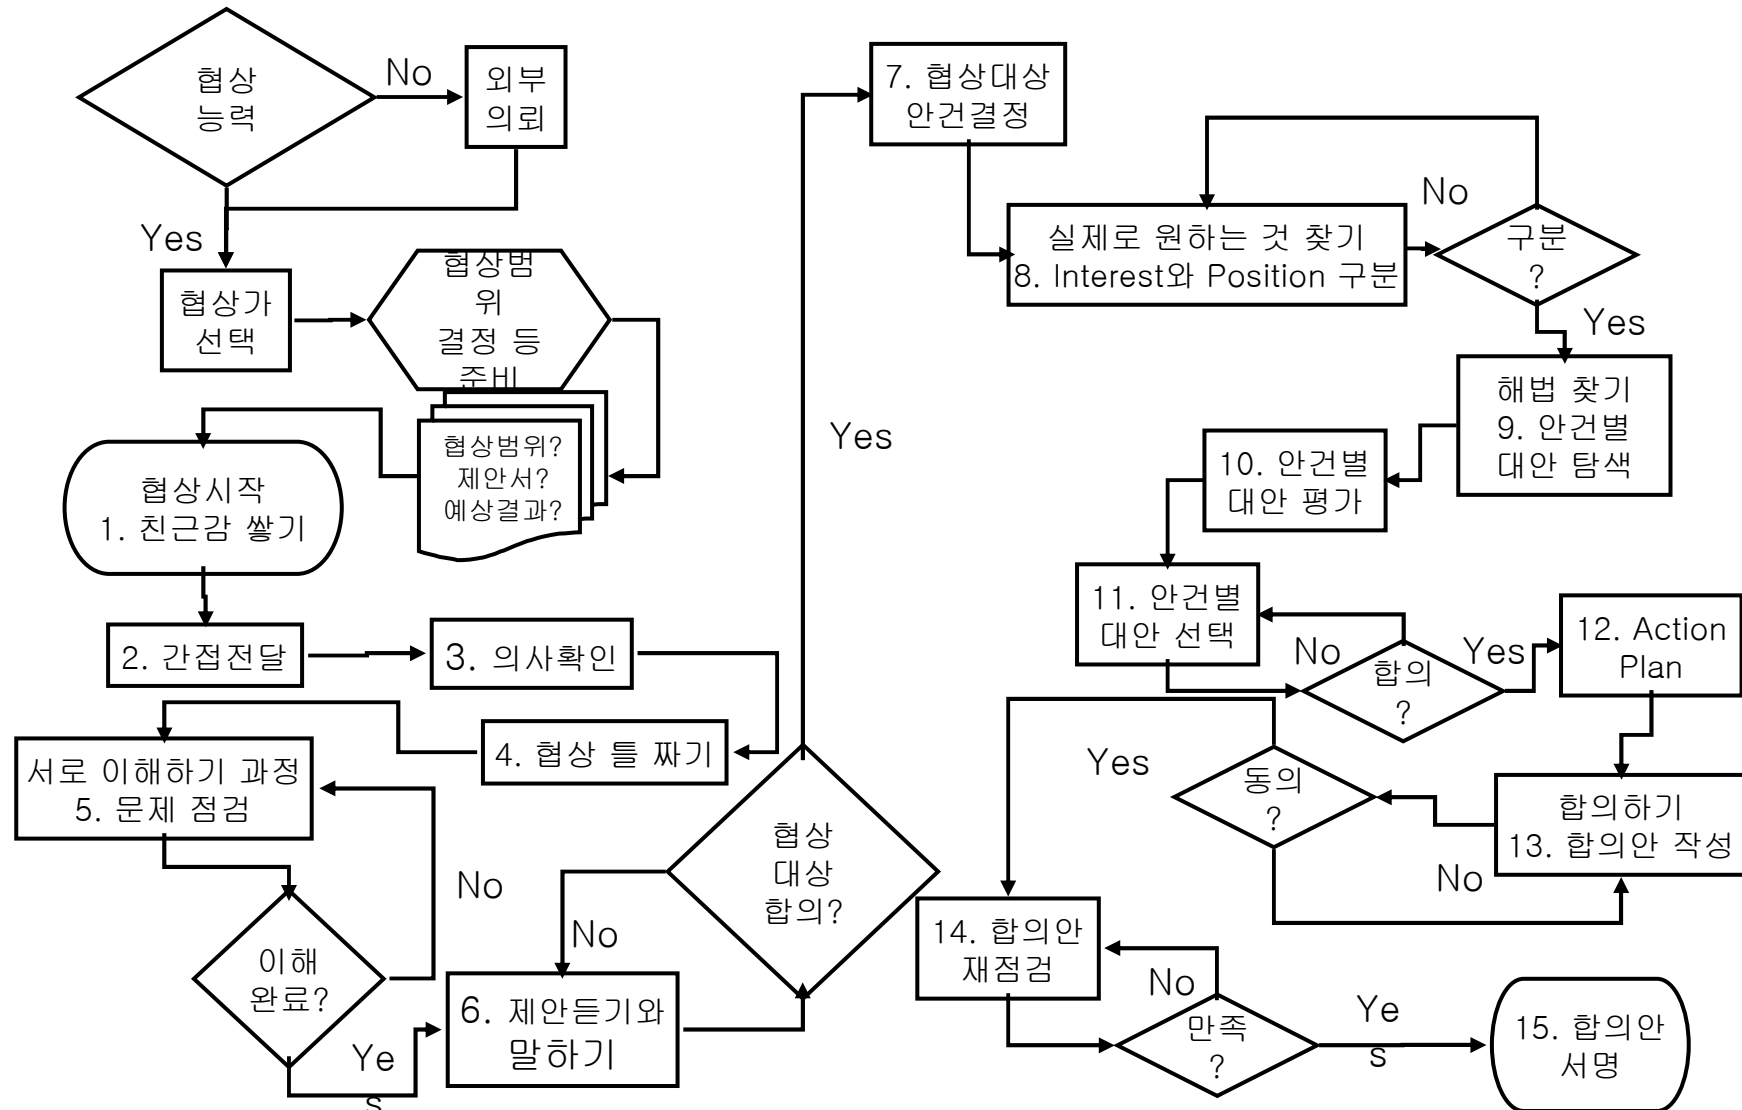 협상
능력
No
외부
의뢰
Yes
협상가
선택
협상범
위
결정 등
준비
협상범위?
제안서?
예상결과?
협상시작
1. 친근감 쌓기
2. 간접전달
3. 의사확인
4. 협상 틀 짜기
서로 이해하기 과정
5. 문제 점검
No
이해
완료?
Ye
s
6. 제안듣기와
말하기
No
협상
대상
합의?
Yes
7. 협상대상
안건결정
실제로 원하는 것 찾기
8. Interest와 Position 구분
No
구분
?
Yes
해법 찾기
9. 안건별
대안 탐색
10. 안건별
대안 평가
11. 안건별
대안 선택
No
합의
?
Yes
12. Action
Plan
합의하기
13. 합의안 작성
No
동의
?
Yes
14. 합의안
재점검
No
만족
?
Ye
s
15. 합의안
서명